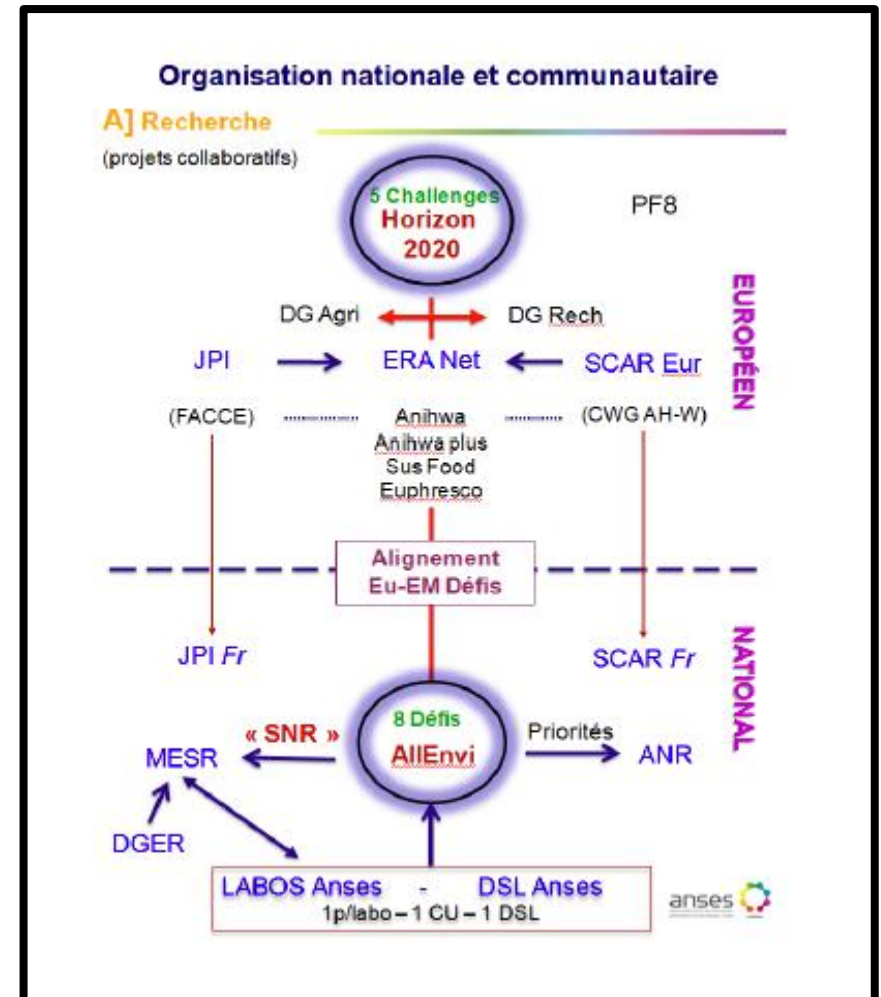 Organisation nationale et communautaire
A] Recherche
(projets collaboratifs)
5 Challenges
Horizon
2020
PF8
EUROPÉEN
DG Agri
DG Rech
JPI
ERA Net
SCAR Eur
(FACCE)
Anihwa
(CWG AH-W)
Anihwa plus
Sus Food
Euphresco
Alignement
Eu-EM Défis
NATIONAL
JPI Fr
SCAR Fr
8 Défis
AllEnvi
« SNR »
Priorités
MESR
ANR
DGER
LABOS Anses - DSL Anses
1p/labo – 1 CU – 1 DSL
anses